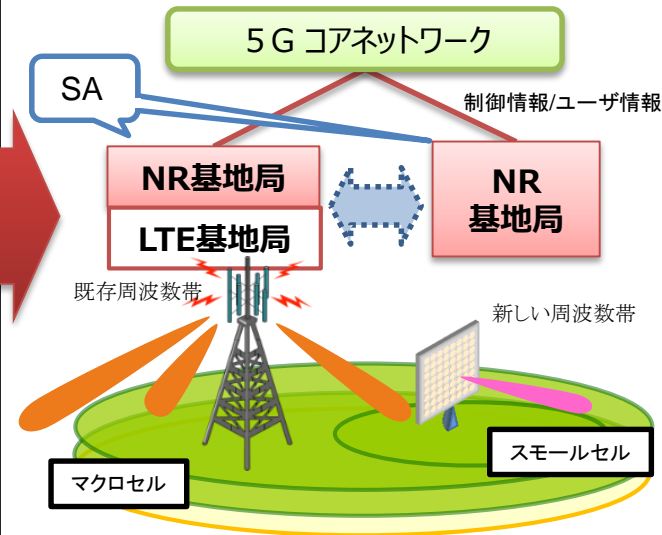 5G コアネットワーク
SA
制御情報/ユーザ情報
NR基地局
LTE基地局
NR
基地局
既存周波数帯
新しい周波数帯
スモールセル
マクロセル